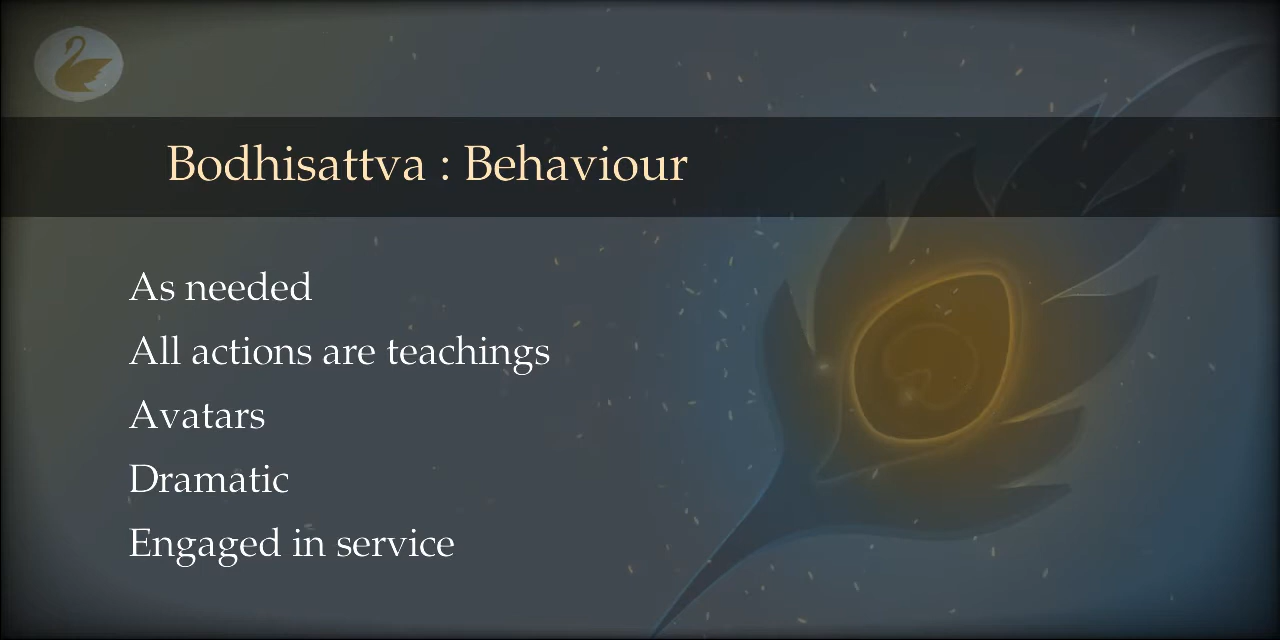 Bodhisattva : Behaviour
As needed
All actions are teachings
Avatars
Dramatic
Engaged in service